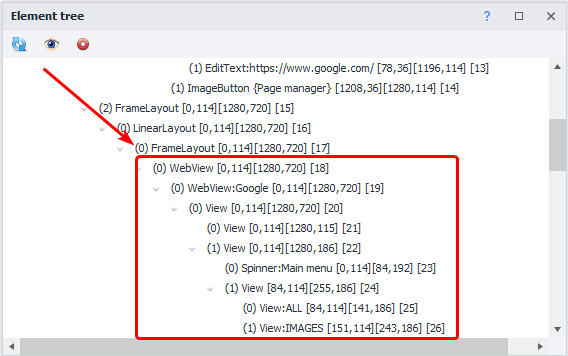 Element tree
?
(1) EditText:https://www.google.com/ [78,36][1196,114] [13]
(1) ImageButton {Page manager} [1208,36][1280,114] [14]
(2) FrameLayout [0,114][1280,720] [15]
(0) LinearLayout [0,114][1280,720] [16]
(0) FrameLayout [0,114][1280,720] [17]
(0) WebView [0,114][1280,720] [18]
(0) WebView:Google [0,114][1280,720] [19]
(0) View [0,114][1280,720] [20]
(0) View [0,114][1280,115] [21]
(1) View [0,114][1280,186] [22]
(0) Spinner:Main menu [0,114][84,192] [23]
(1) View [84,114][255,186] [24]
(0) View:ALL [84,114][141,186] [25]
(1) View:IMAGES [151,114][243,186] [26]